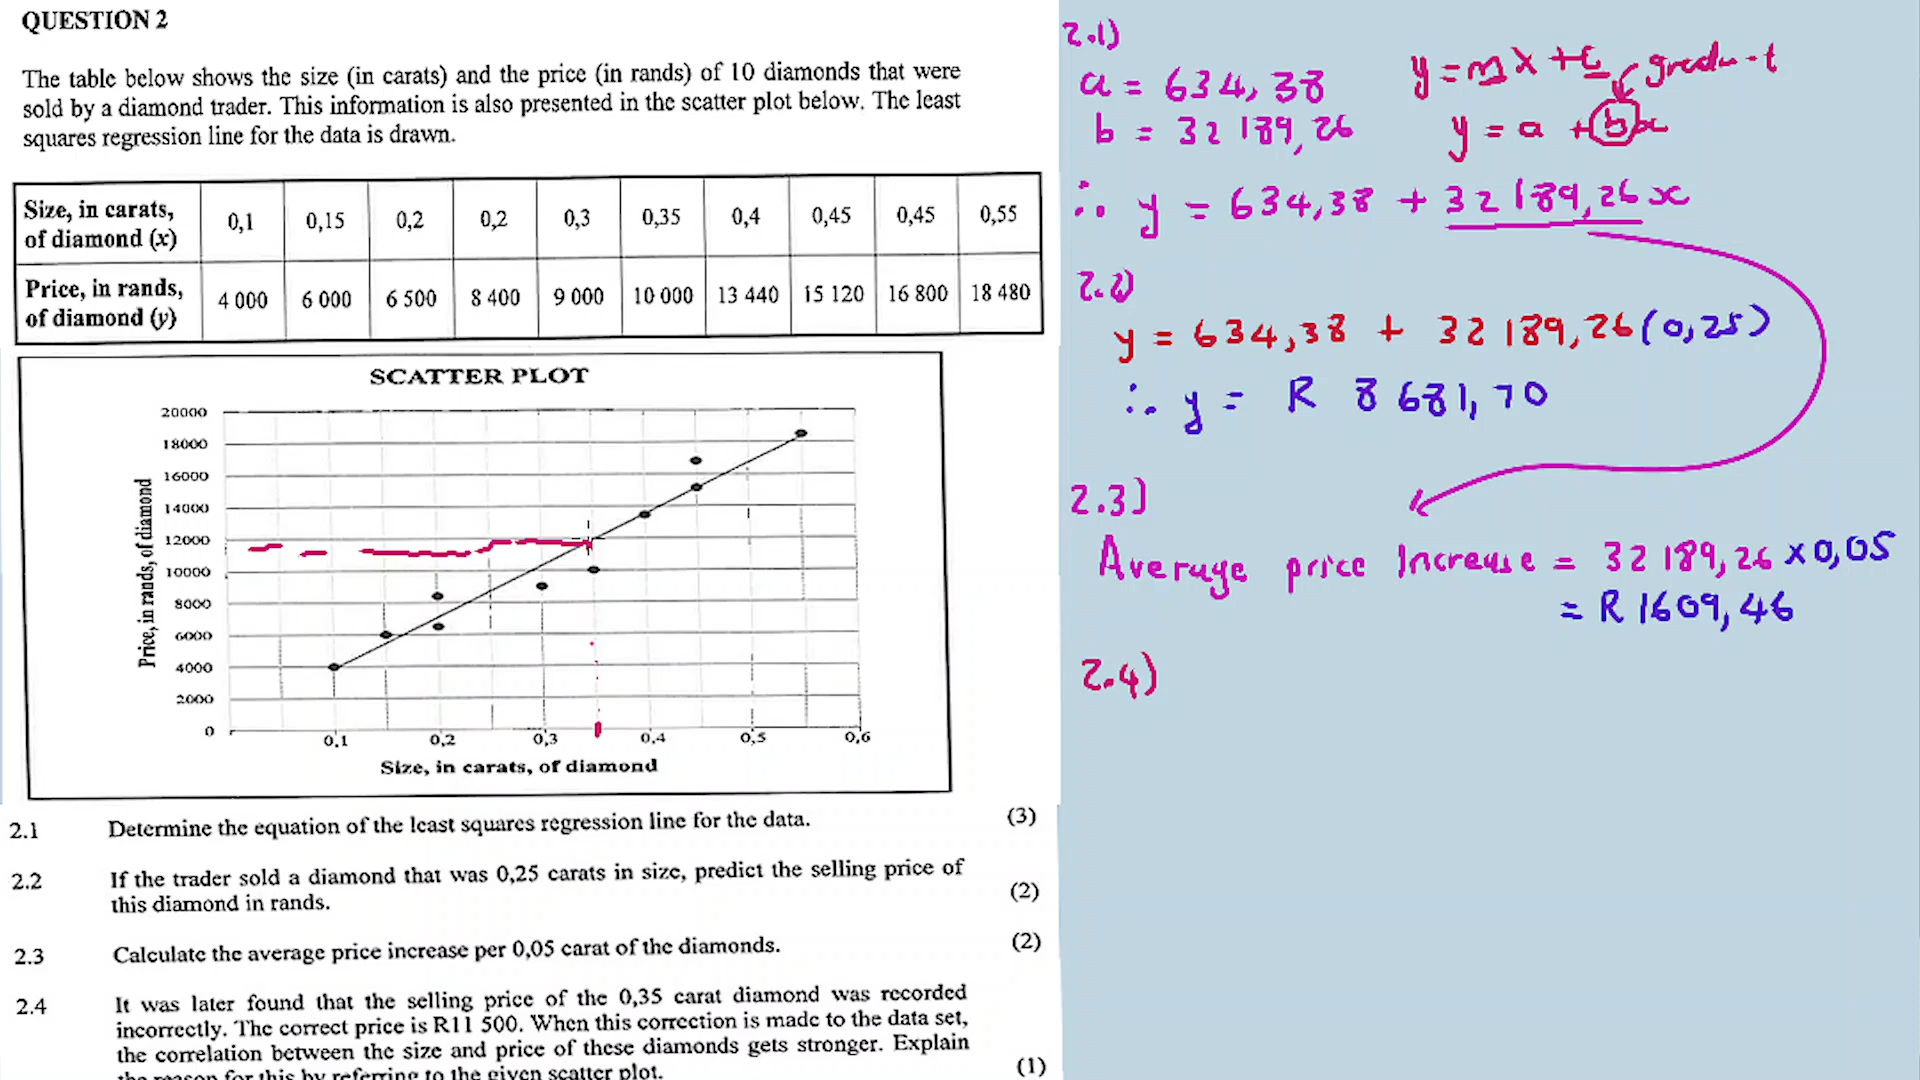 QUESTION 2
The table below shows the size (in carats) and the price (in rands) of 10 diamonds that were
sold by a diamond trader. This information is also presented in the scatter plot below. The least
squares regression line for the data is drawn.
Size, in carats, of diamond (x) 0,1 0,15 0,2 0,2 0,3 0,35 0,4 0,45 0,45 0,55
Price, in rands, of diamond (y) 4 000 6 000 6 500 8 400 9 000 10 000 13 440 15 120 16 800 18 480
SCATTER PLOT
Price, in rands, of diamond
20000
18000
16000
14000
12000
10000
8000
6000
4000
2000
0
0,1 0,2 0,3 0,4 0,5 0,6
Size, in carats, of diamond
2.1 Determine the equation of the least squares regression line for the data. (3)
2.2 If the trader sold a diamond that was 0,25 carats in size, predict the selling price of
this diamond in rands. (2)
2.3 Calculate the average price increase per 0,05 carat of the diamonds. (2)
2.4 It was later found that the selling price of the 0,35 carat diamond was recorded
incorrectly. The correct price is R11 500. When this correction is made to the data set,
the correlation between the size and price of these diamonds gets stronger. Explain
the reason for this by referring to the given scatter plot. (1)
2.1)
a = 634,38
b = 32 189,26
y = mx + c
y = a + bx
∴ y = 634,38 + 32 189,26x
2.2)
y = 634,38 + 32 189,26(0,25)
∴ y = R 8 681,70
2.3)
Average price Increase = 32 189,26 x 0,05
= R 1609,46
2.4)